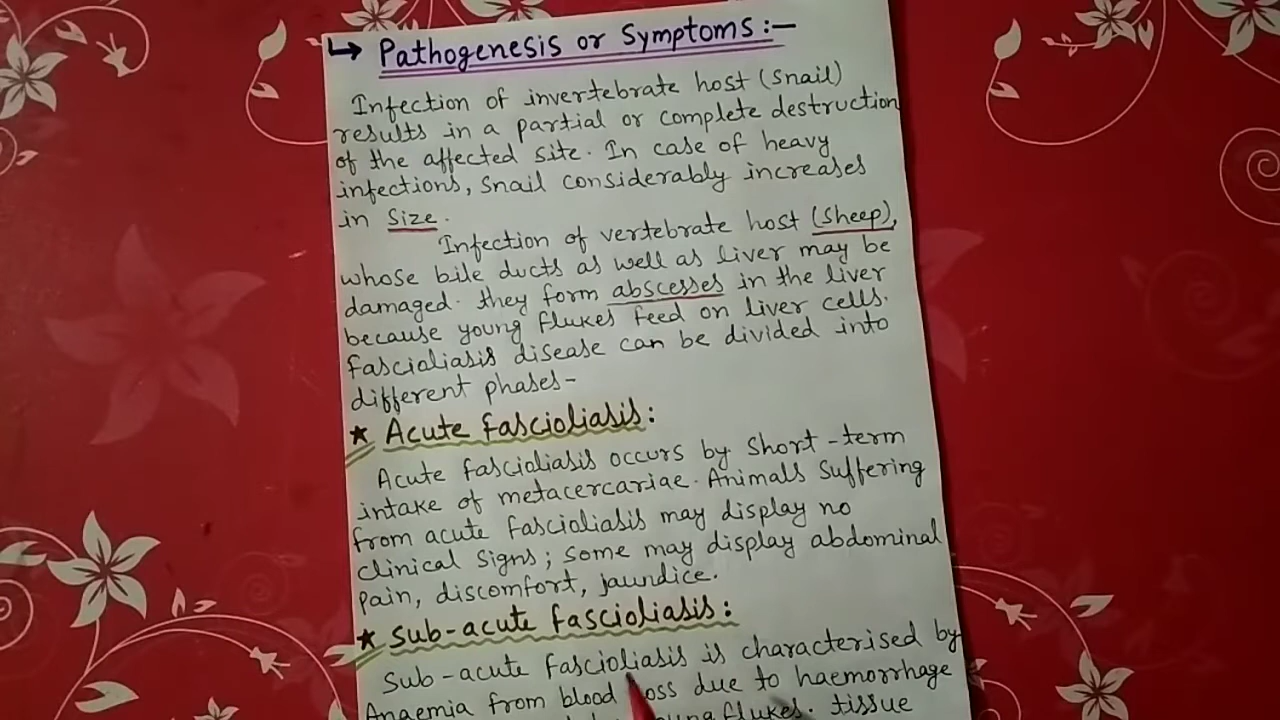 ↳ Pathogenesis or Symptoms :-
Infection of invertebrate host (Snail)
results in a partial or complete destruction
of the affected site. In case of heavy
infections, snail considerably increases
in Size.
Infection of vertebrate host (Sheep),
whose bile ducts as well as liver may be
damaged. they form abscesses in the liver
because young flukes feed on liver cells.
fascioliasis disease can be divided into
different phases-
★ Acute fascioliasis:
Acute fascioliasis occurs by Short-term
intake of metacercariae. Animals Suffering
from acute fascioliasis may display no
clinical signs; some may display abdominal
pain, discomfort, jaundice.
★ Sub-acute fascioliasis:
Sub-acute fascioliasis is characterised by
Anaemia from blood loss due to haemorrhage
flukes. tissue